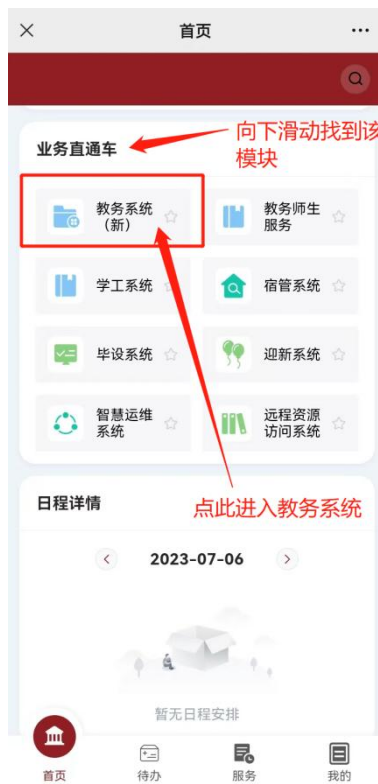 首页
业务直通车
向下滑动找到该
模块
教务系统
（新）
教务师生
服务
学工系统
宿管系统
毕设系统
迎新系统
智慧运维
系统
远程资源
访问系统
日程详情
点此进入教务系统
2023-07-06
暂无日程安排
首页
待办
服务
我的